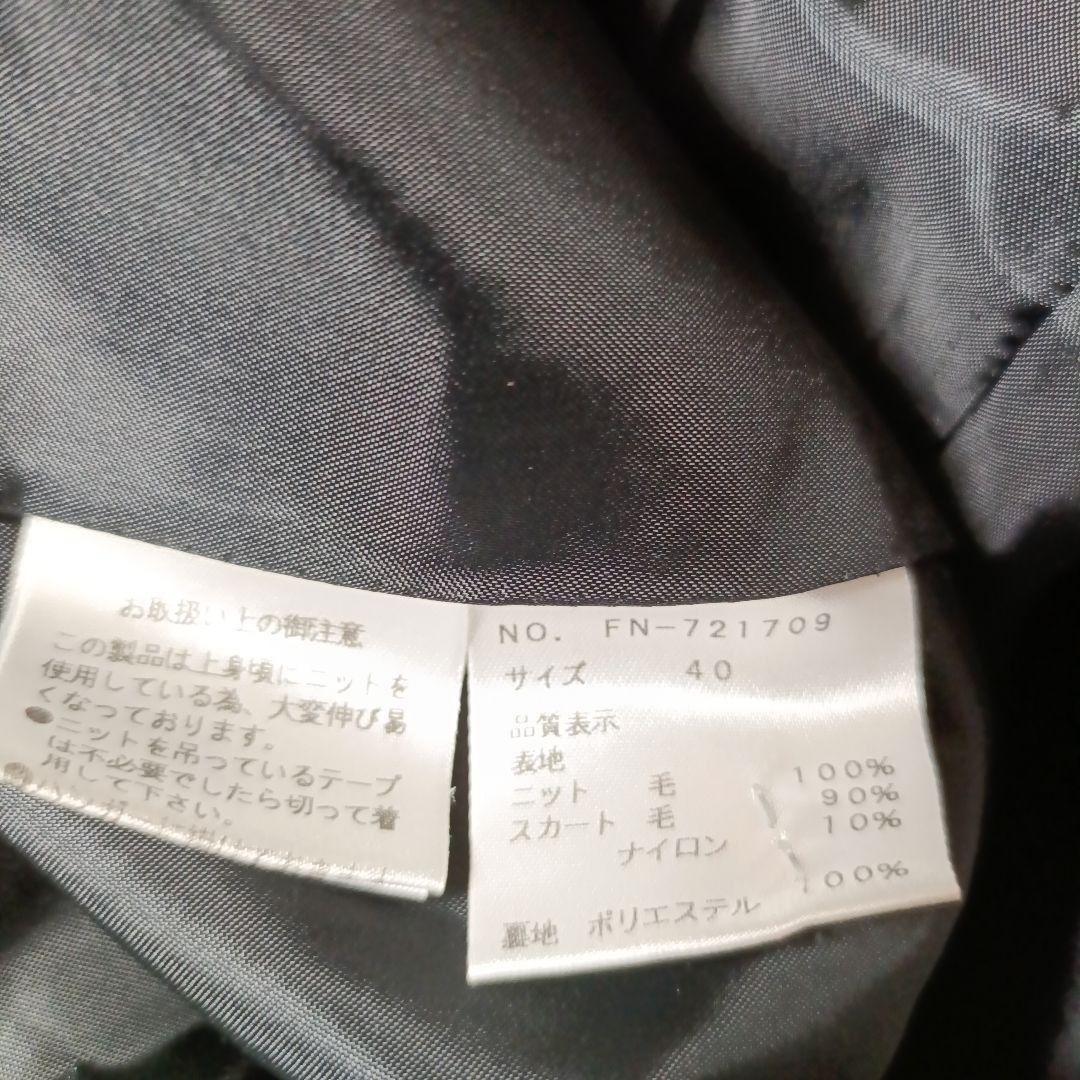 お取扱い上の御注意
この製品は上身頃にニットを
使用している為、大変伸び易
くなっております。
●ニットを吊っているテープ
は不必要でしたら切って着
用して下さい。
NO. FN-721709
サイズ 40
品質表示
表地
ニット 毛 100%
スカート 毛 90%
ナイロン 10%
裏地 ポリエステル 100%